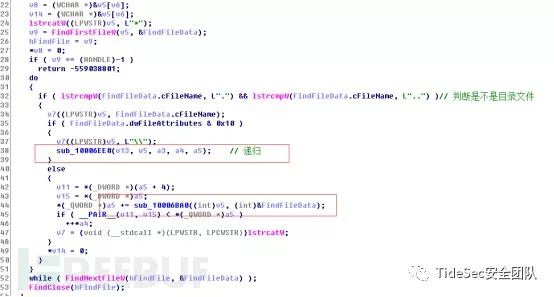 22 v8 = (WCHAR *)&v5[v6];
23 v14 = (WCHAR *)&v5[v6];
24 lstrcatW((LPWSTR)v5, L"*");
25 v9 = FindFirstFileW(v5, &FindFileData);
26 hFindFile = v9;
27 *v8 = 0;
28 if ( v9 == (HANDLE)-1 )
29 return -559038801;
30 do
31 {
32 if ( lstrcmpW(FindFileData.cFileName, L".") && lstrcmpW(FindFileData.cFileName, L"..") )// 判断是不是目录文件
33 {
34 v7((LPWSTR)v5, FindFileData.cFileName);
35 if ( FindFileData.dwFileAttributes & 0x10 )
36 {
37 v7((LPWSTR)v5, L"\\");
38 sub_10006EE0(v13, v5, a3, a4, a5); // 递归
39 }
40 else
41 {
42 v11 = *(_DWORD *)(a5 + 4);
43 v15 = *(_DWORD *)a5;
44 *(_QWORD *)a5 += sub_10006BA0((int)v5, (int)&FindFileData);
45 if ( __PAIR__(v11, v15) < *(_QWORD *)a5 )
46 ++*a4;
47 v7 = (void (__stdcall *)(LPWSTR, LPCWSTR))lstrcatW;
48 }
50 }
51 }
52 while ( FindNextFileW(hFindFile, &FindFileData) );
53 FindClose(hFindFile);
REEBUF
TideSec安全团队